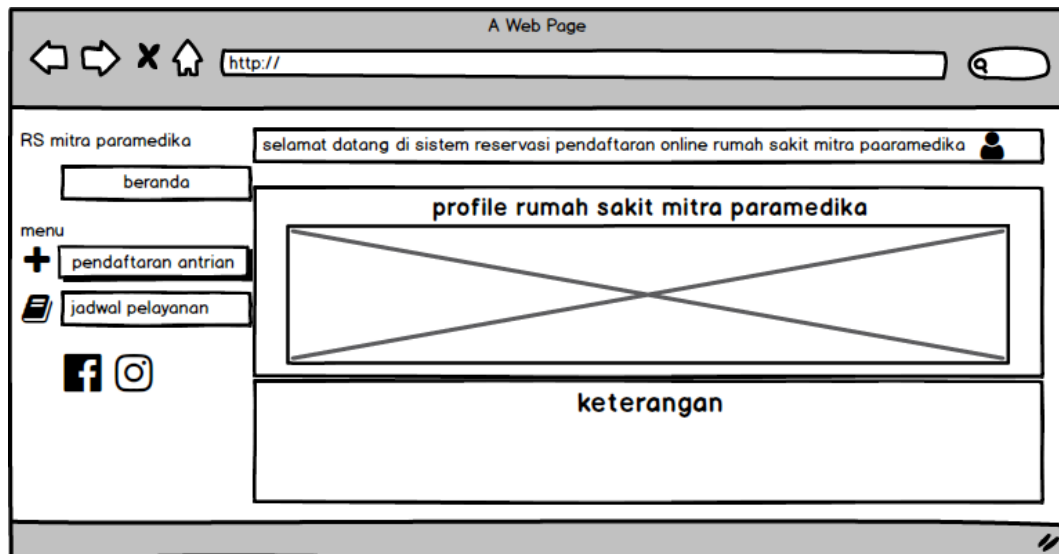 A Web Page
http://
RS mitra paramedika
selamat datang di sistem reservasi pendaftaran online rumah sakit mitra paaramedika
beranda
profile rumah sakit mitra paramedika
menu
pendaftaran antrian
jadwal pelayanan
keterangan